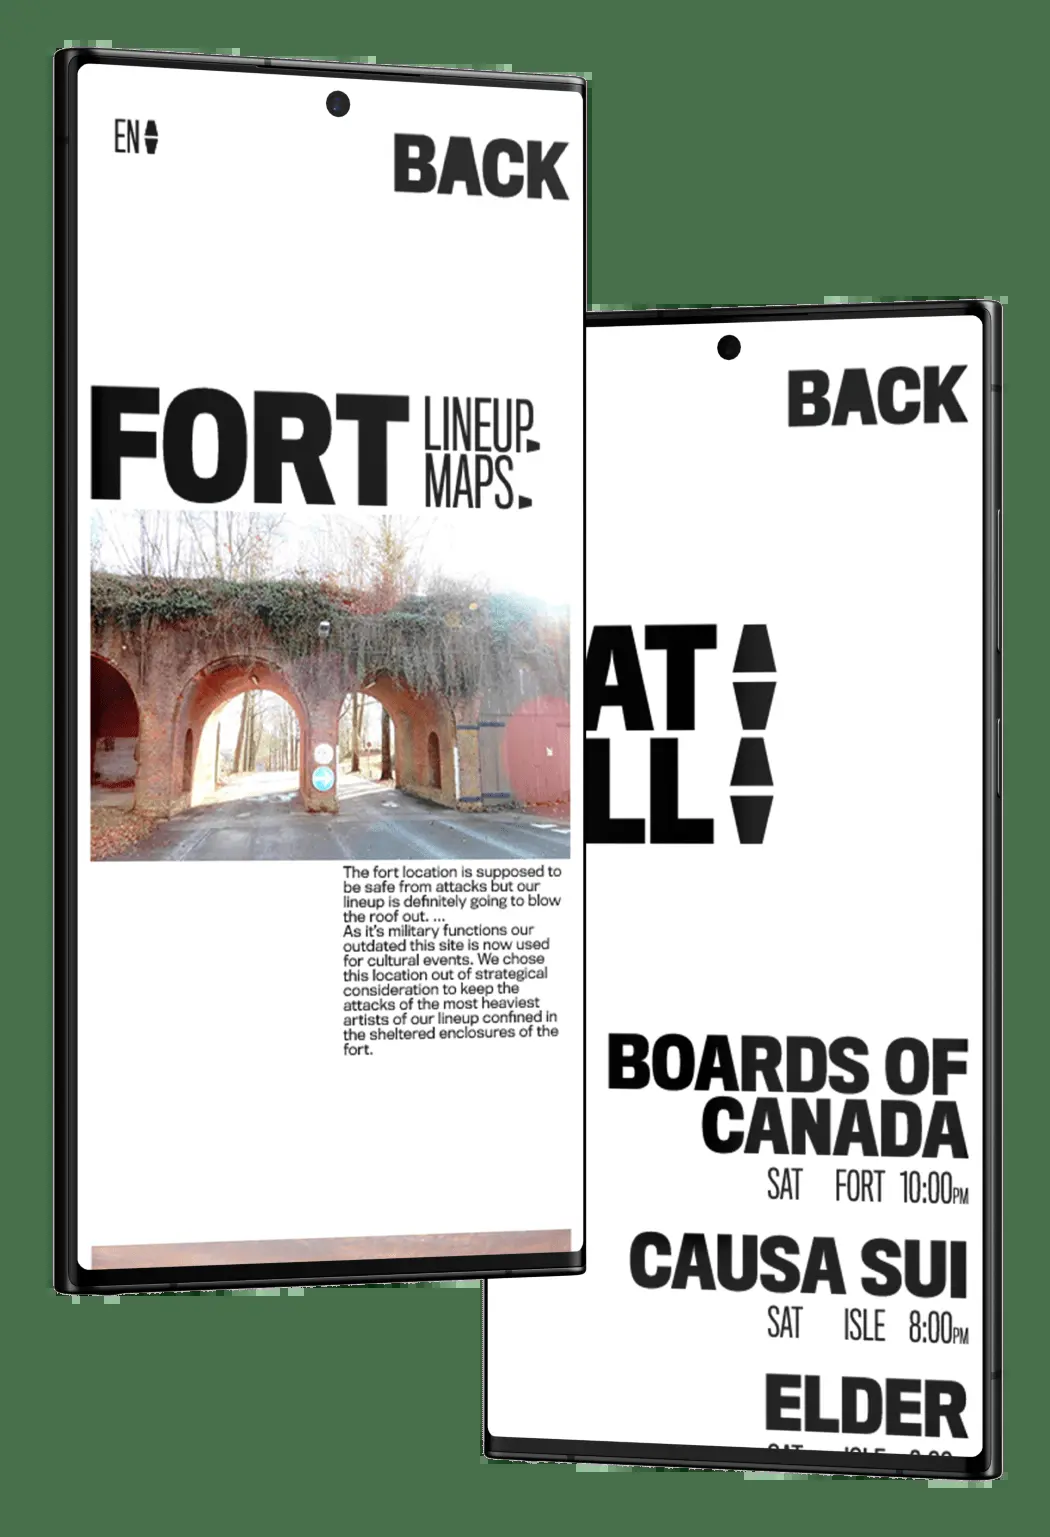 EN
BACK
FORT
LINEUP
MAPS
The fort location is supposed to
be safe from attacks but our
lineup is definitely going to blow
the roof out. ...
As it's military functions our
outdated this site is now used
for cultural events. We chose
this location out of strategical
consideration to keep the
attacks of the most heaviest
artists of our lineup confined in
the sheltered enclosures of the
fort.
BACK
AT
LL
BOARDS OF
CANADA
SAT FORT 10:00PM
CAUSA SUI
SAT ISLE 8:00PM
ELDER